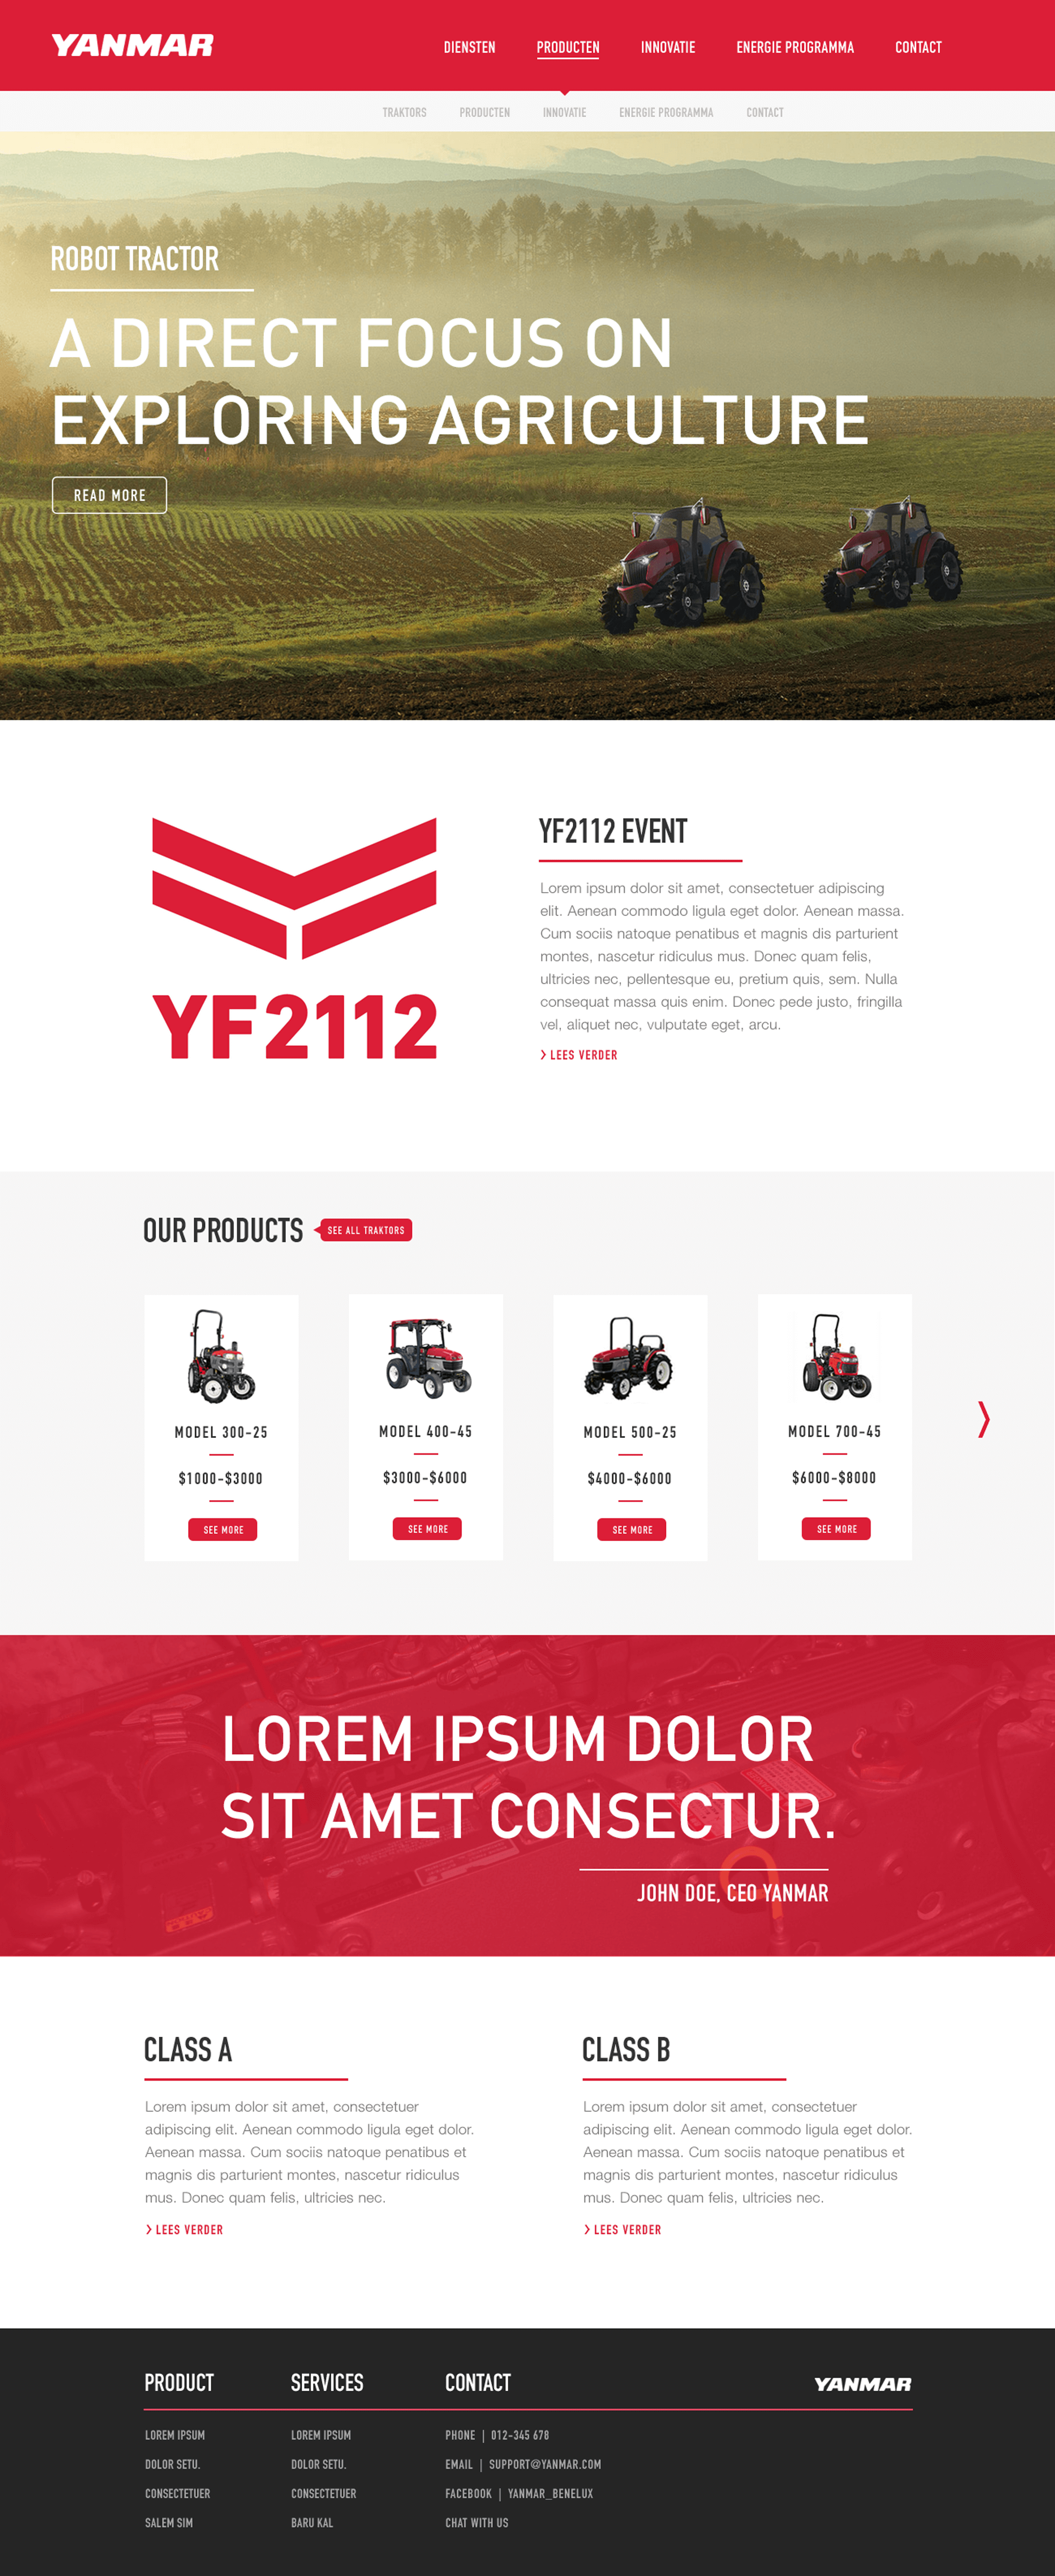 YANMAR
DIENSTEN PRODUCTEN INNOVATIE ENERGIE PROGRAMMA CONTACT
TRAKTORS PRODUCTEN INNOVATIE ENERGIE PROGRAMMA CONTACT
ROBOT TRACTOR
A DIRECT FOCUS ON
EXPLORING AGRICULTURE
READ MORE
YF2112
YF2112 EVENT
Lorem ipsum dolor sit amet, consectetuer adipiscing
elit. Aenean commodo ligula eget dolor. Aenean massa.
Cum sociis natoque penatibus et magnis dis parturient
montes, nascetur ridiculus mus. Donec quam felis,
ultricies nec, pellentesque eu, pretium quis, sem. Nulla
consequat massa quis enim. Donec pede justo, fringilla
vel, aliquet nec, vulputate eget, arcu.
LEES VERDER
OUR PRODUCTS
SEE ALL TRAKTORS
MODEL 300-25
$1000-$3000
SEE MORE
MODEL 400-45
$3000-$6000
SEE MORE
MODEL 500-25
$4000-$6000
SEE MORE
MODEL 700-45
$6000-$8000
SEE MORE
LOREM IPSUM DOLOR
SIT AMET CONSECTUR.
JOHN DOE, CEO YANMAR
CLASS A
Lorem ipsum dolor sit amet, consectetuer
adipiscing elit. Aenean commodo ligula eget dolor.
Aenean massa. Cum sociis natoque penatibus et
magnis dis parturient montes, nascetur ridiculus
mus. Donec quam felis, ultricies nec.
LEES VERDER
CLASS B
Lorem ipsum dolor sit amet, consectetuer
adipiscing elit. Aenean commodo ligula eget dolor.
Aenean massa. Cum sociis natoque penatibus et
magnis dis parturient montes, nascetur ridiculus
mus. Donec quam felis, ultricies nec.
LEES VERDER
PRODUCT
LOREM IPSUM
DOLOR SETU.
CONSECTETUER
SALEM SIM
SERVICES
LOREM IPSUM
DOLOR SETU.
CONSECTETUER
BARU KAL
CONTACT
PHONE | 012-345 678
EMAIL | SUPPORT@YANMAR.COM
FACEBOOK | YANMAR_BENELUX
CHAT WITH US
YANMAR